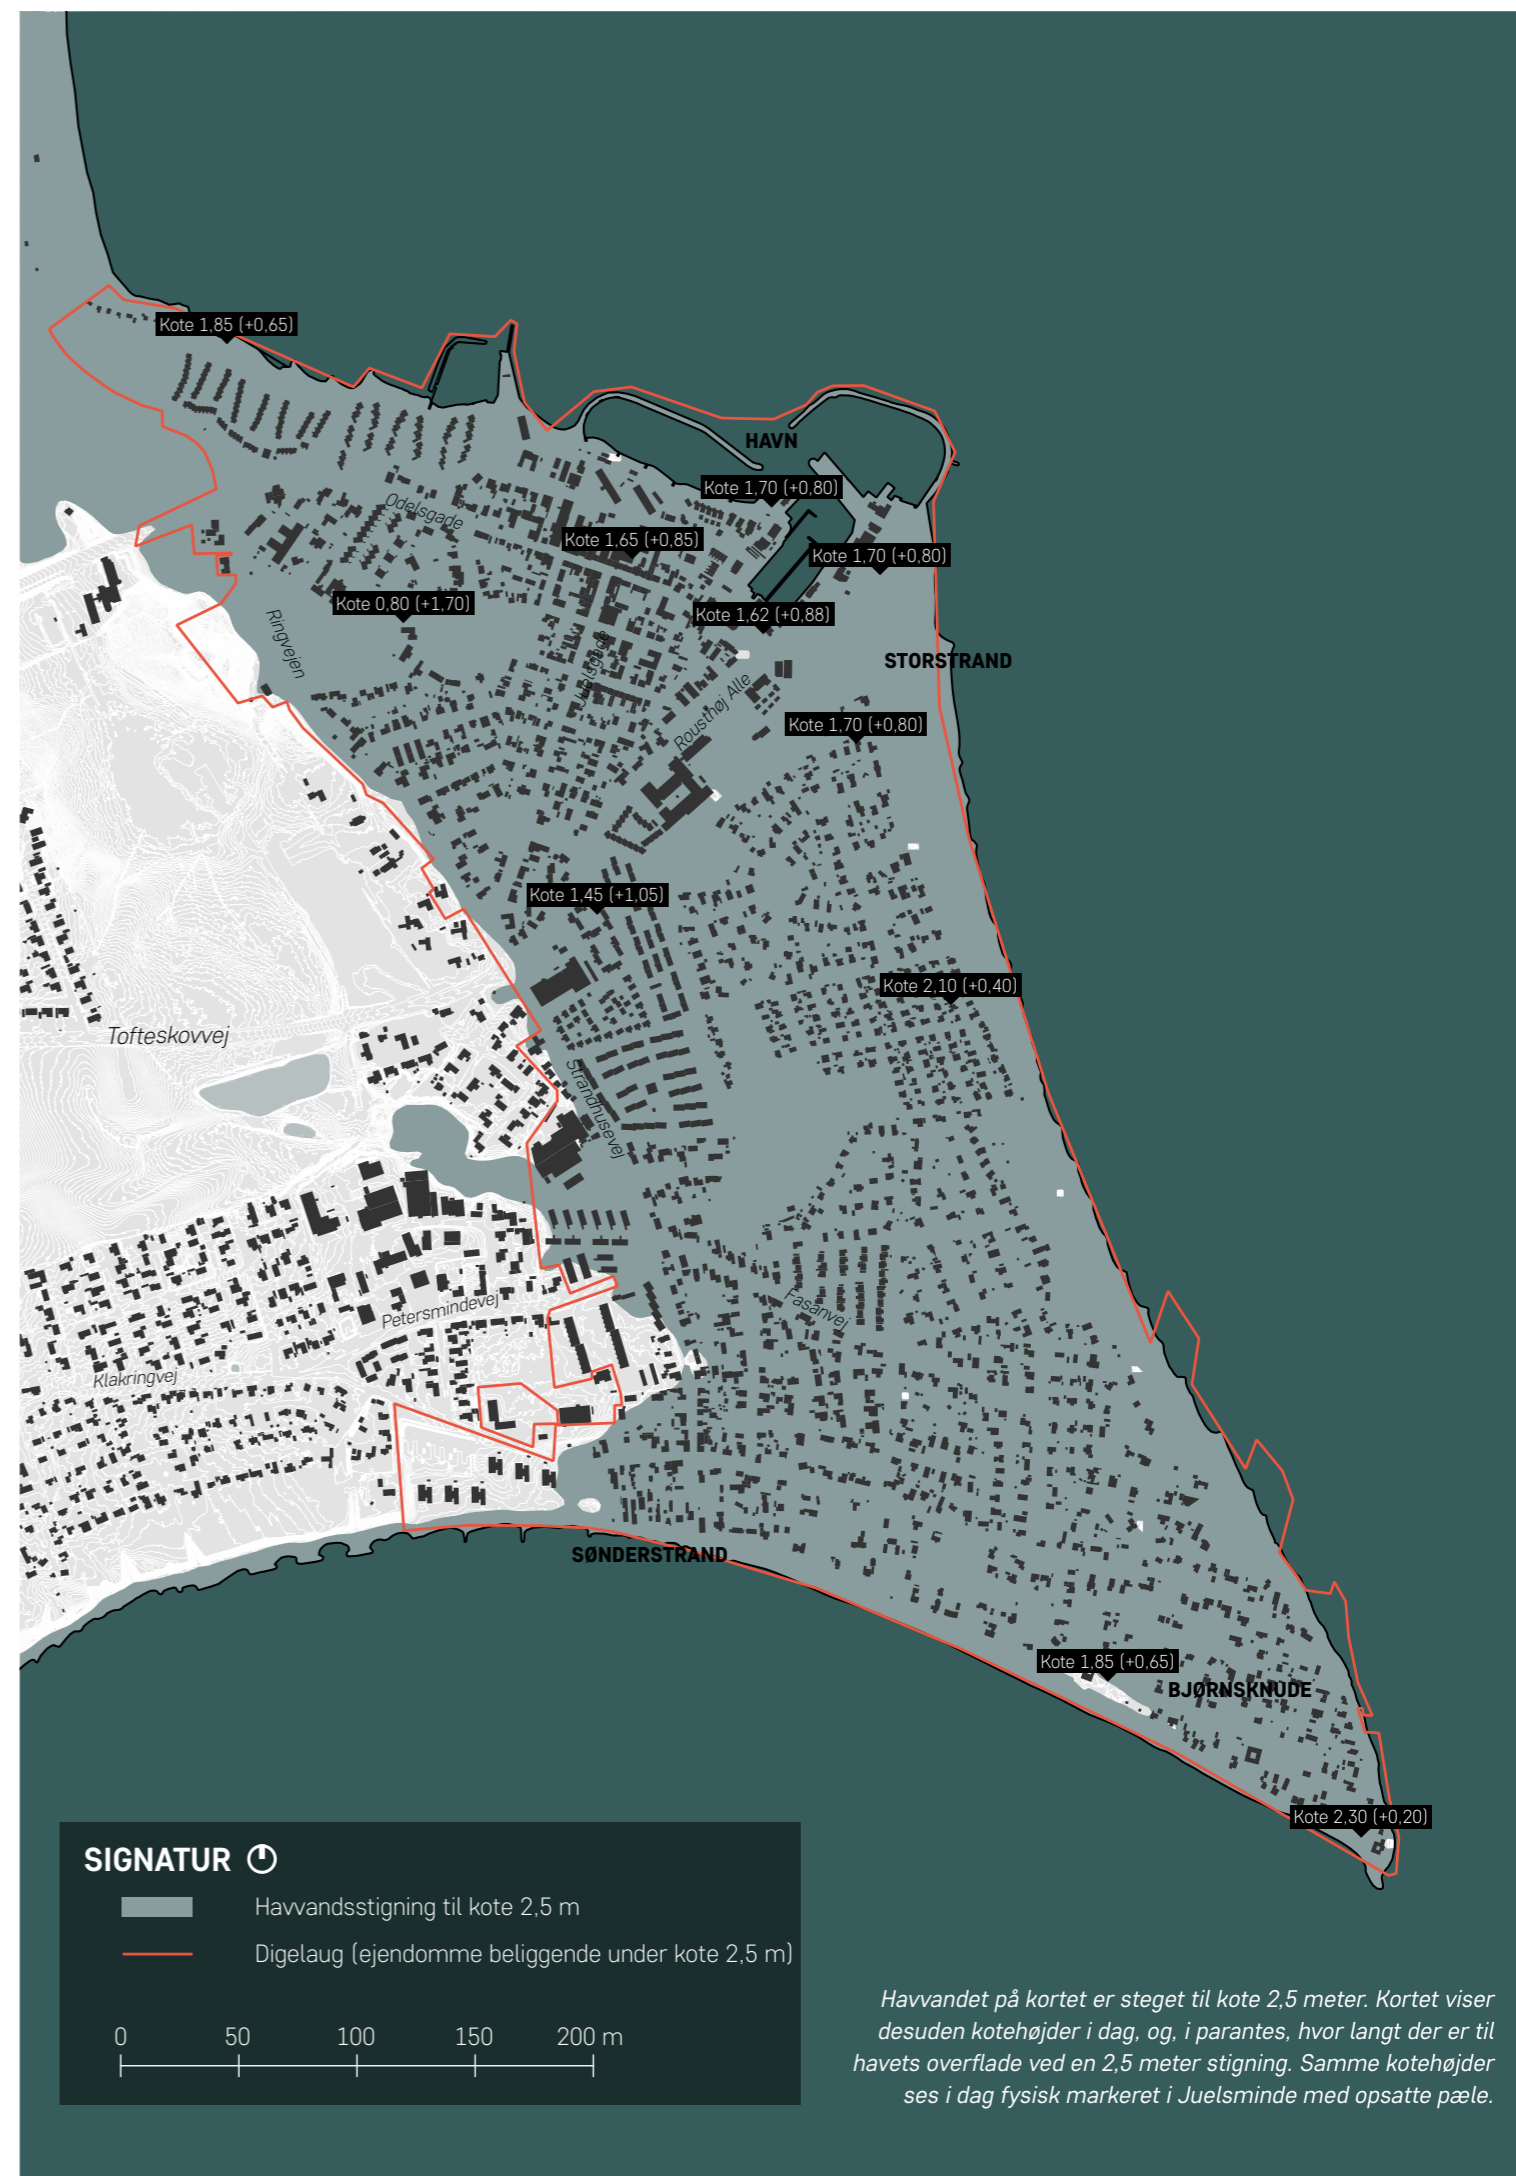 Kote 1,85 (+0,65)
HAVN
Kote 1,70 (+0,80)
Odelsgade
Kote 1,65 (+0,85)
Kote 1,70 (+0,80)
Kote 0,80 (+1,70)
Kote 1,62 (+0,88)
Ringvejen
Juelsgade
STORSTRAND
Rousthøj Alle
Kote 1,70 (+0,80)
Kote 1,45 (+1,05)
Kote 2,10 (+0,40)
Tofteskovvej
Strandhusevej
Petersmindevej
Fasanvej
Klakringvej
SØNDERSTRAND
Kote 1,85 (+0,65)
BJØRNSKNUDE
Kote 2,30 (+0,20)
SIGNATUR
Havvandsstigning til kote 2,5 m
Digelaug (ejendomme beliggende under kote 2,5 m)
0 50 100 150 200 m
Havvandet på kortet er steget til kote 2,5 meter. Kortet viser
desuden kotehøjder i dag, og, i parantes, hvor langt der er til
havets overflade ved en 2,5 meter stigning. Samme kotehøjder
ses i dag fysisk markeret i Juelsminde med opsatte pæle.